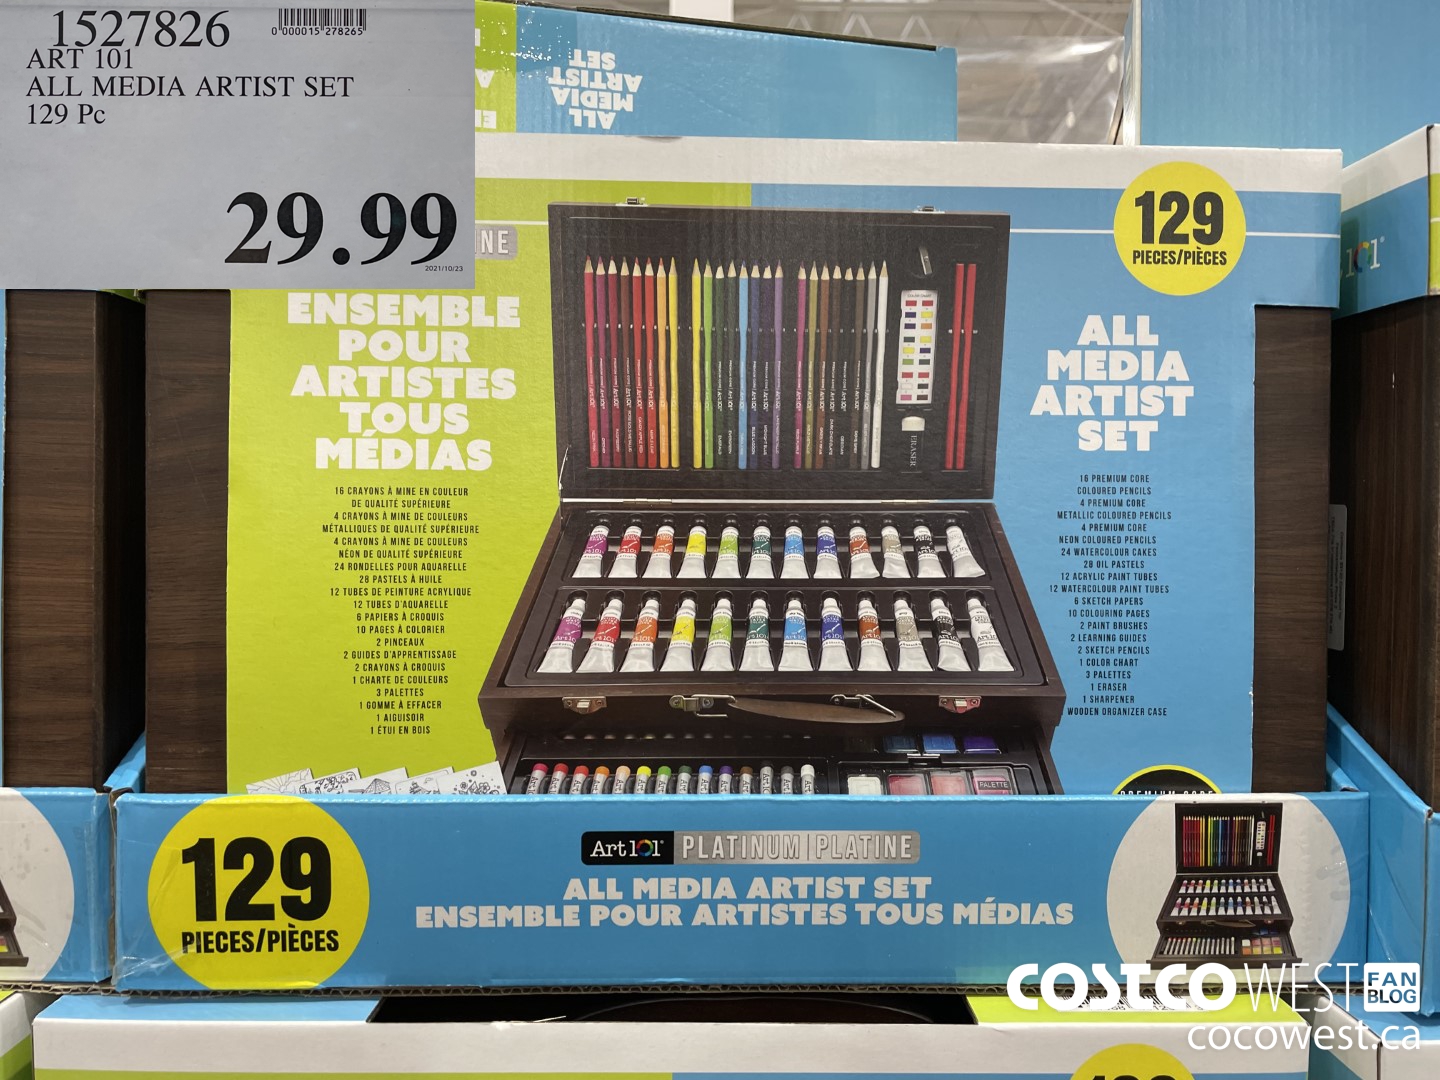 1527826
0"000015"278265"
ART 101
ALL MEDIA ARTIST SET
129 Pc
29.99
2021/10/23
ALL
MEDIA
ARTIST
SET
129
PIECES/PIÈCES
ENSEMBLE
POUR
ARTISTES
TOUS
MÉDIAS
16 CRAYONS À MINE EN COULEUR
DE QUALITÉ SUPÉRIEURE
4 CRAYONS À MINE DE COULEURS
MÉTALLIQUES DE QUALITÉ SUPÉRIEURE
4 CRAYONS À MINE DE COULEURS
NÉON DE QUALITÉ SUPÉRIEURE
24 RONDELLES POUR AQUARELLE
28 PASTELS À HUILE
12 TUBES DE PEINTURE ACRYLIQUE
12 TUBES D'AQUARELLE
6 PAPIERS À CROQUIS
10 PAGES À COLORIER
2 PINCEAUX
2 GUIDES D'APPRENTISSAGE
2 CRAYONS À CROQUIS
1 CHARTE DE COULEURS
3 PALETTES
1 GOMME À EFFACER
1 AIGUISOIR
1 ÉTUI EN BOIS
COLOR CHART
ERASER
ALL
MEDIA
ARTIST
SET
16 PREMIUM CORE
COLOURED PENCILS
4 PREMIUM CORE
METALLIC COLOURED PENCILS
4 PREMIUM CORE
NEON COLOURED PENCILS
24 WATERCOLOUR CAKES
28 OIL PASTELS
12 ACRYLIC PAINT TUBES
12 WATERCOLOUR PAINT TUBES
6 SKETCH PAPERS
10 COLOURING PAGES
2 PAINT BRUSHES
2 LEARNING GUIDES
2 SKETCH PENCILS
1 COLOR CHART
3 PALETTES
1 ERASER
1 SHARPENER
WOODEN ORGANIZER CASE
PALETTE
PREMIUM CORE
129
PIECES/PIÈCES
Art101 PLATINUM | PLATINE
ALL MEDIA ARTIST SET
ENSEMBLE POUR ARTISTES TOUS MÉDIAS
COSTCO WEST FAN BLOG
cocowest.ca
129